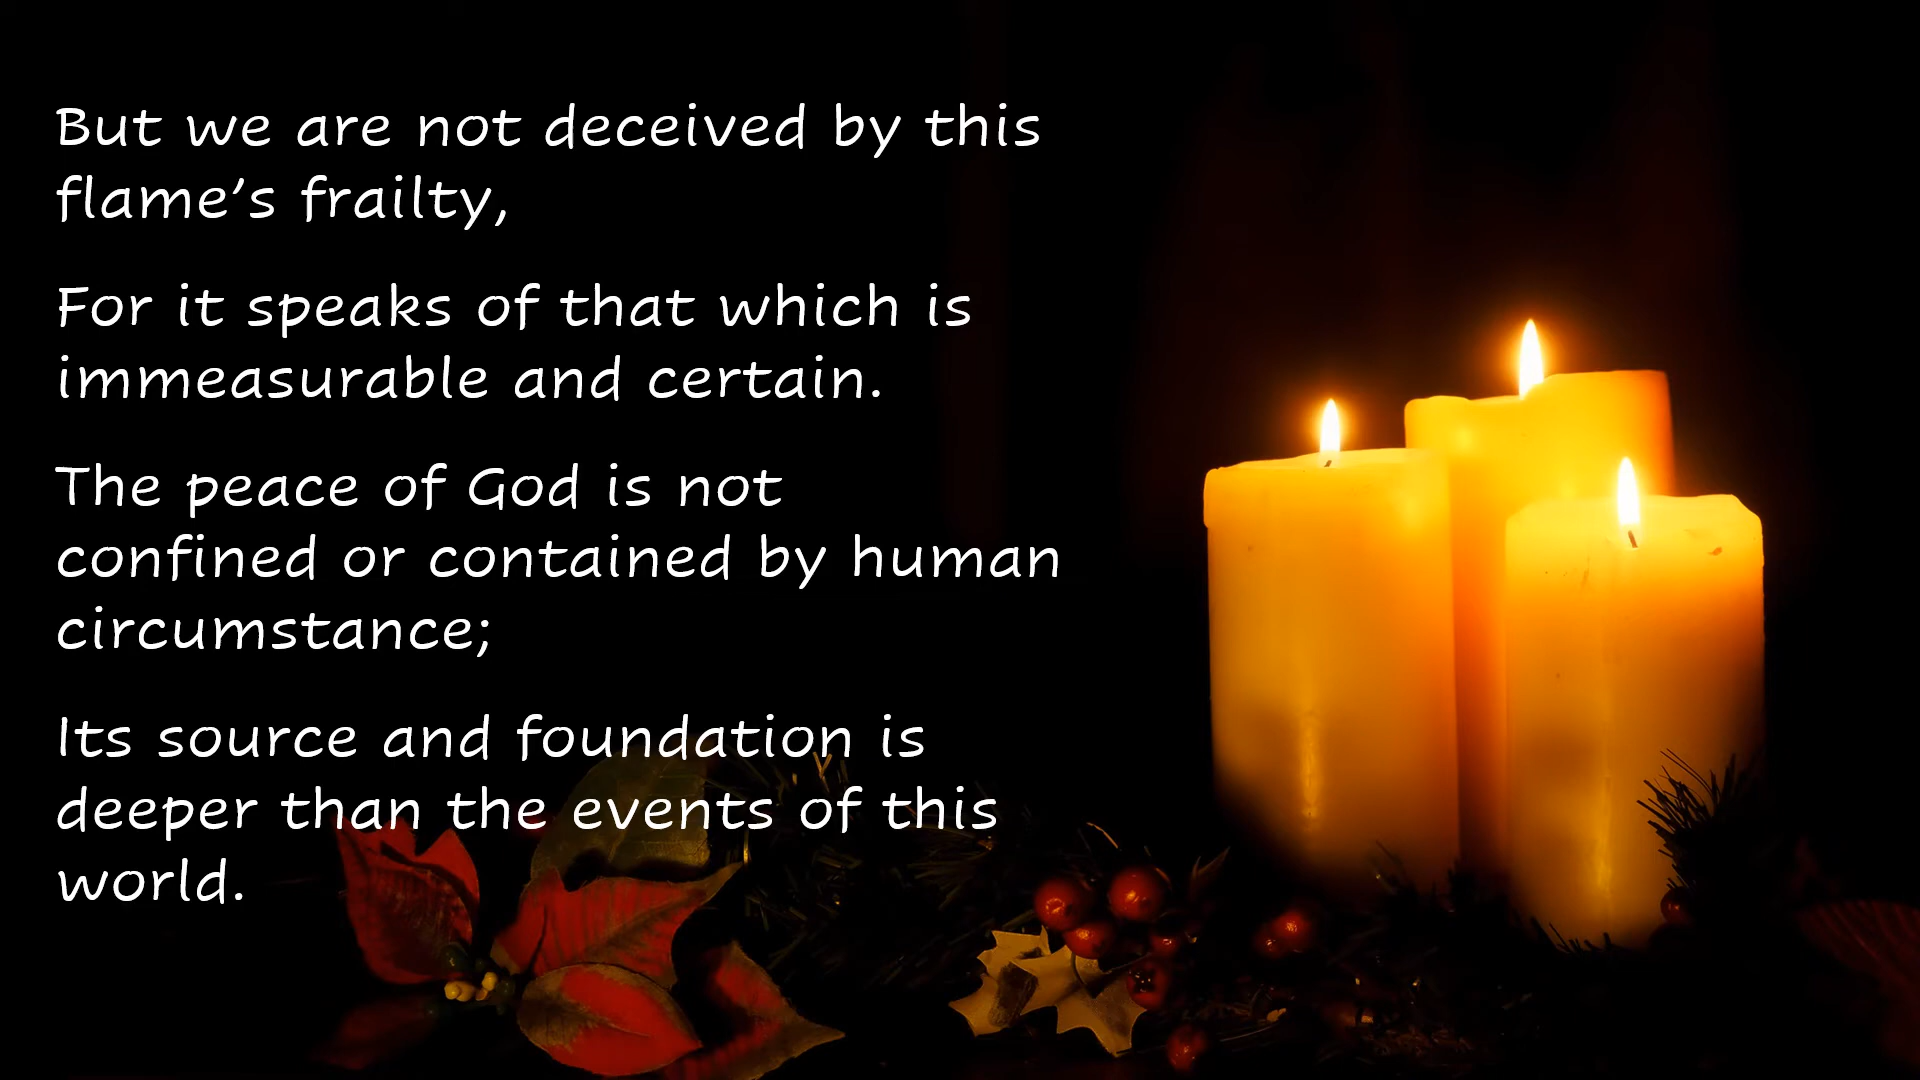 But we are not deceived by this
flame’s frailty,
For it speaks of that which is
immeasurable and certain.
The peace of God is not
confined or contained by human
circumstance;
Its source and foundation is
deeper than the events of this
world.